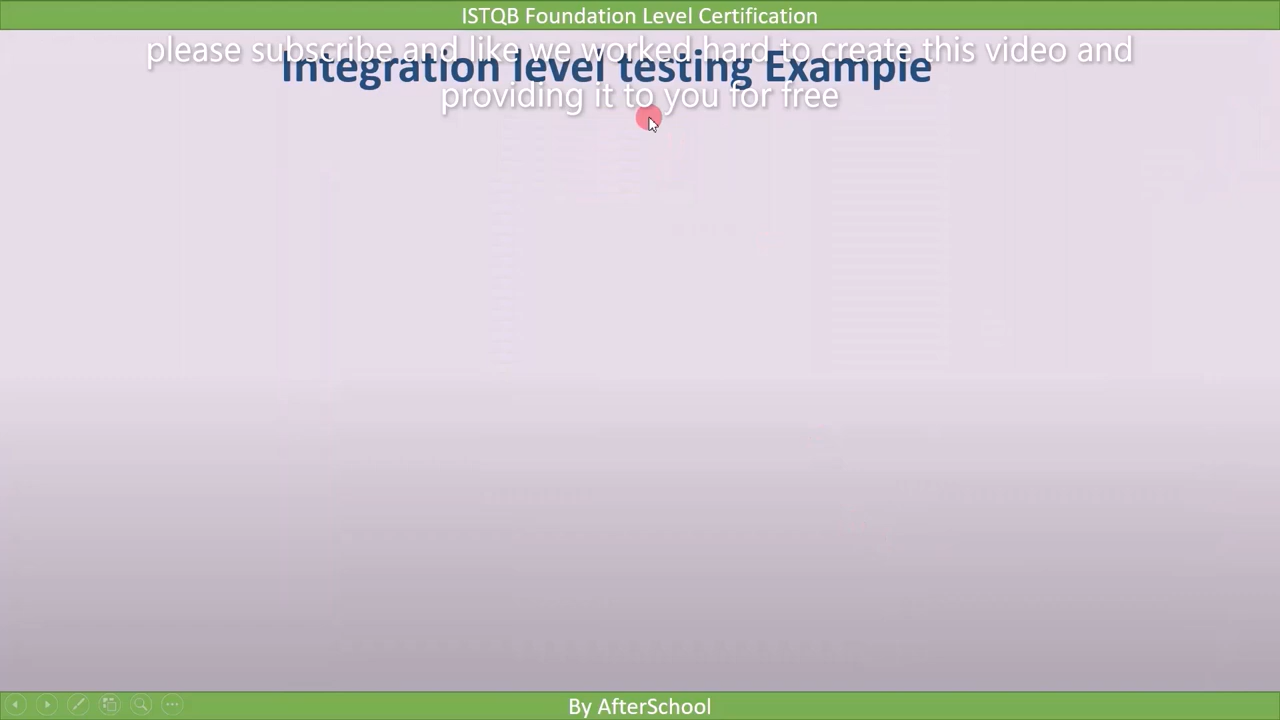 ISTQB Foundation Level Certification
please subscribe and like we worked hard to create this video and
Integration level testing Example
providing it to you for free
By AfterSchool